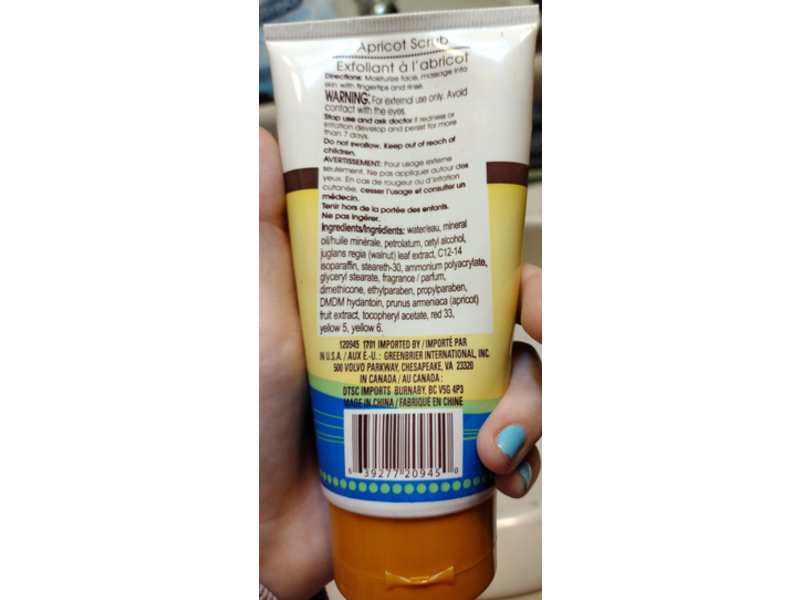 Apricot Scrub
Exfoliant à l'abricot
Directions: Moisturize face, massage into
skin with fingertips and rinse.
WARNING: For external use only. Avoid
contact with the eyes.
Stop use and ask doctor if redness or
irritation develop and persist for more
than 7 days.
Do not swallow. Keep out of reach of
children.
AVERTISSEMENT: Pour usage externe
seulement. Ne pas appliquer autour des
yeux. En cas de rougeur ou d'irritation
cutanée, cesser l'usage et consulter un
médecin.
Tenir hors de la portée des enfants.
Ne pas ingérer.
Ingredients/Ingrédients: water/eau, mineral
oil/huile minérale, petrolatum, cetyl alcohol,
juglans regia (walnut) leaf extract, C12-14
isoparaffin, steareth-30, ammonium polyacrylate,
glyceryl stearate, fragrance / parfum,
dimethicone, ethylparaben, propylparaben,
DMDM hydantoin, prunus armeniaca (apricot)
fruit extract, tocopheryl acetate, red 33,
yellow 5, yellow 6.
120945 1701 IMPORTED BY / IMPORTÉ PAR
IN U.S.A. / AUX É.-U. : GREENBRIER INTERNATIONAL, INC.
500 VOLVO PARKWAY, CHESAPEAKE, VA 23320
IN CANADA / AU CANADA :
DTSC IMPORTS BURNABY, BC V5G 4P3
MADE IN CHINA / FABRIQUÉ EN CHINE
6 39277 20945 0